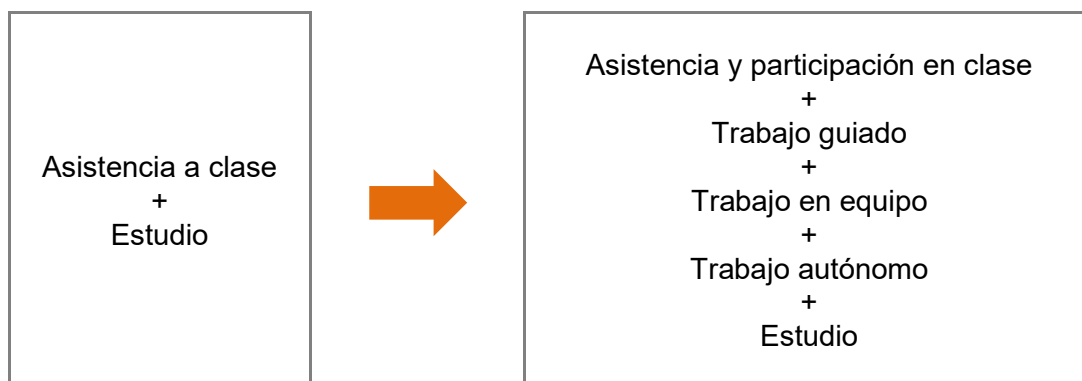 Asistencia a clase
+
Estudio
Asistencia y participación en clase
+
Trabajo guiado
+
Trabajo en equipo
+
Trabajo autónomo
+
Estudio